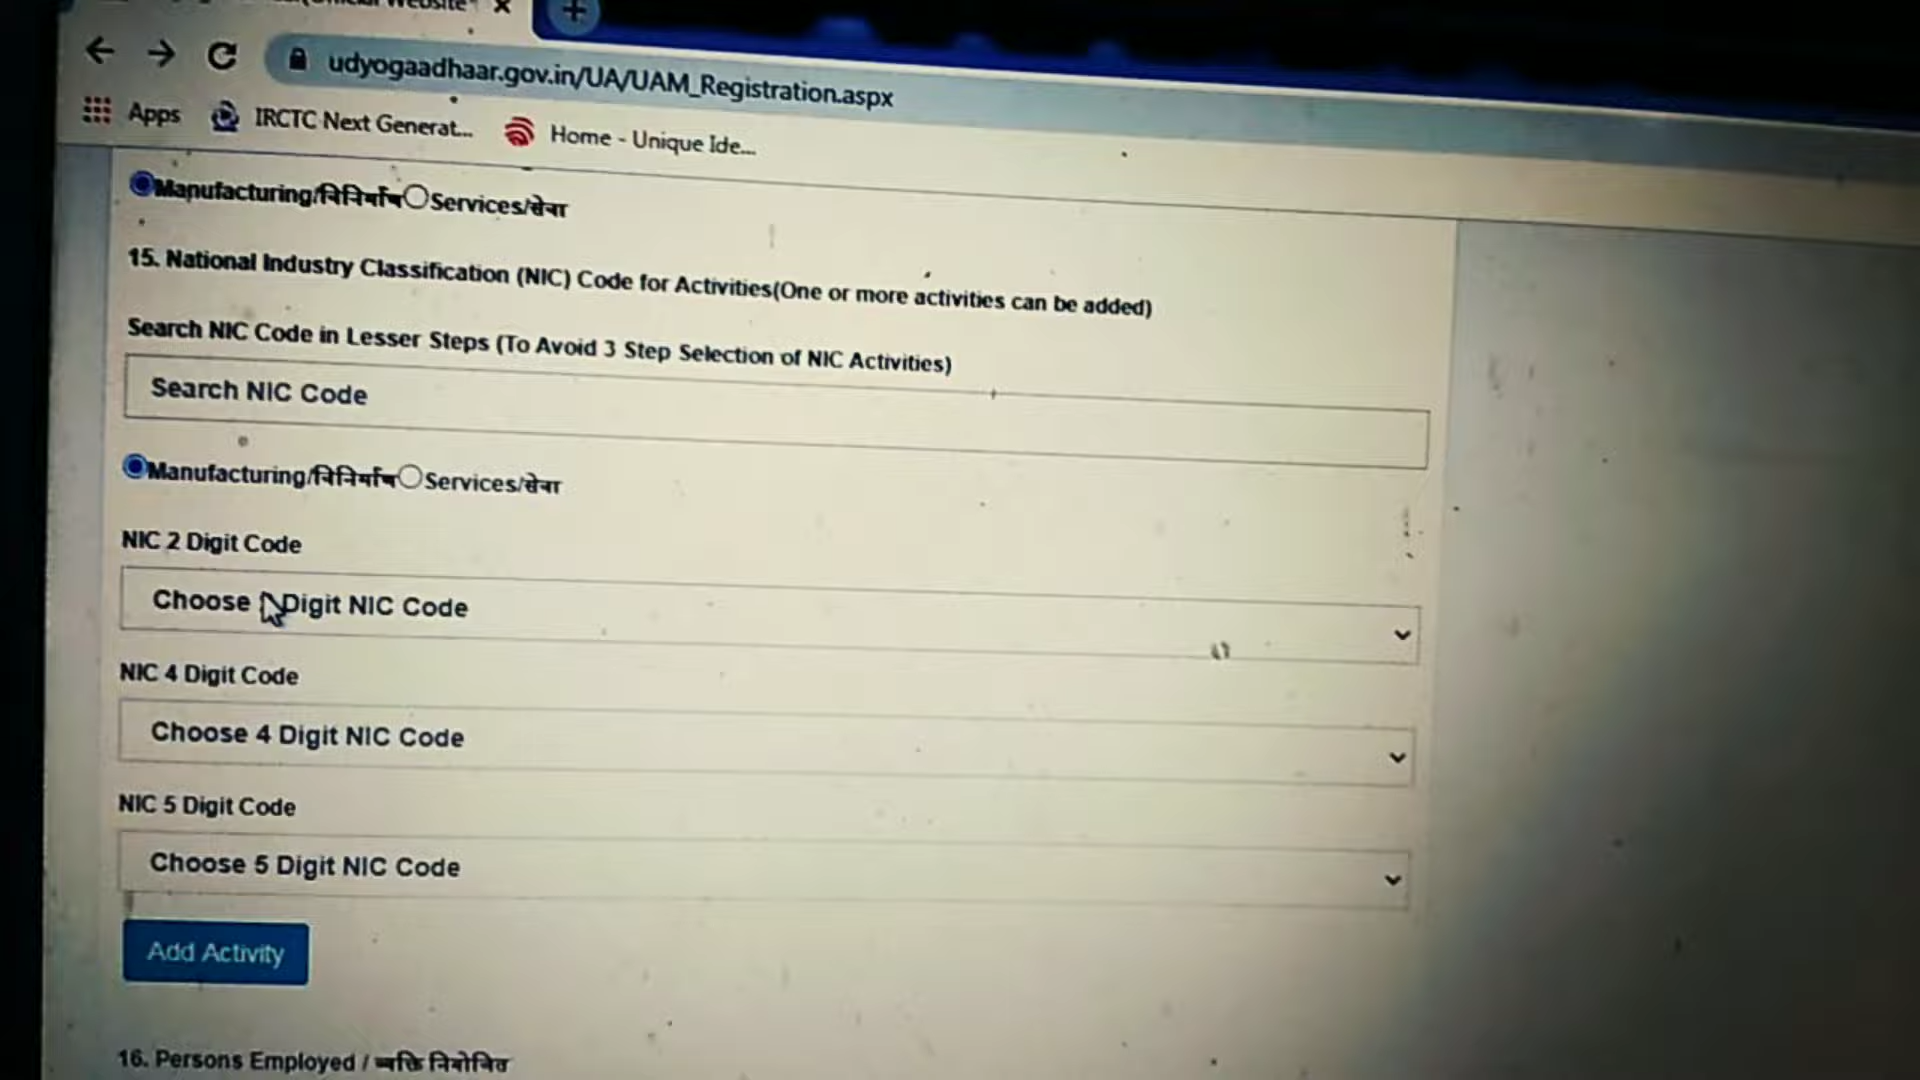 Website ×
udyogaadhaar.gov.in/UA/UAM_Registration.aspx
Apps IRCTC Next Generat... Home - Unique Ide...
Manufacturing/विनिर्माण Services/सेवा
15. National Industry Classification (NIC) Code for Activities(One or more activities can be added)
Search NIC Code in Lesser Steps (To Avoid 3 Step Selection of NIC Activities)
Search NIC Code
Manufacturing/विनिर्माण Services/सेवा
NIC 2 Digit Code
Choose Digit NIC Code
NIC 4 Digit Code
Choose 4 Digit NIC Code
NIC 5 Digit Code
Choose 5 Digit NIC Code
Add Activity
16. Persons Employed / व्यक्ति नियोजित